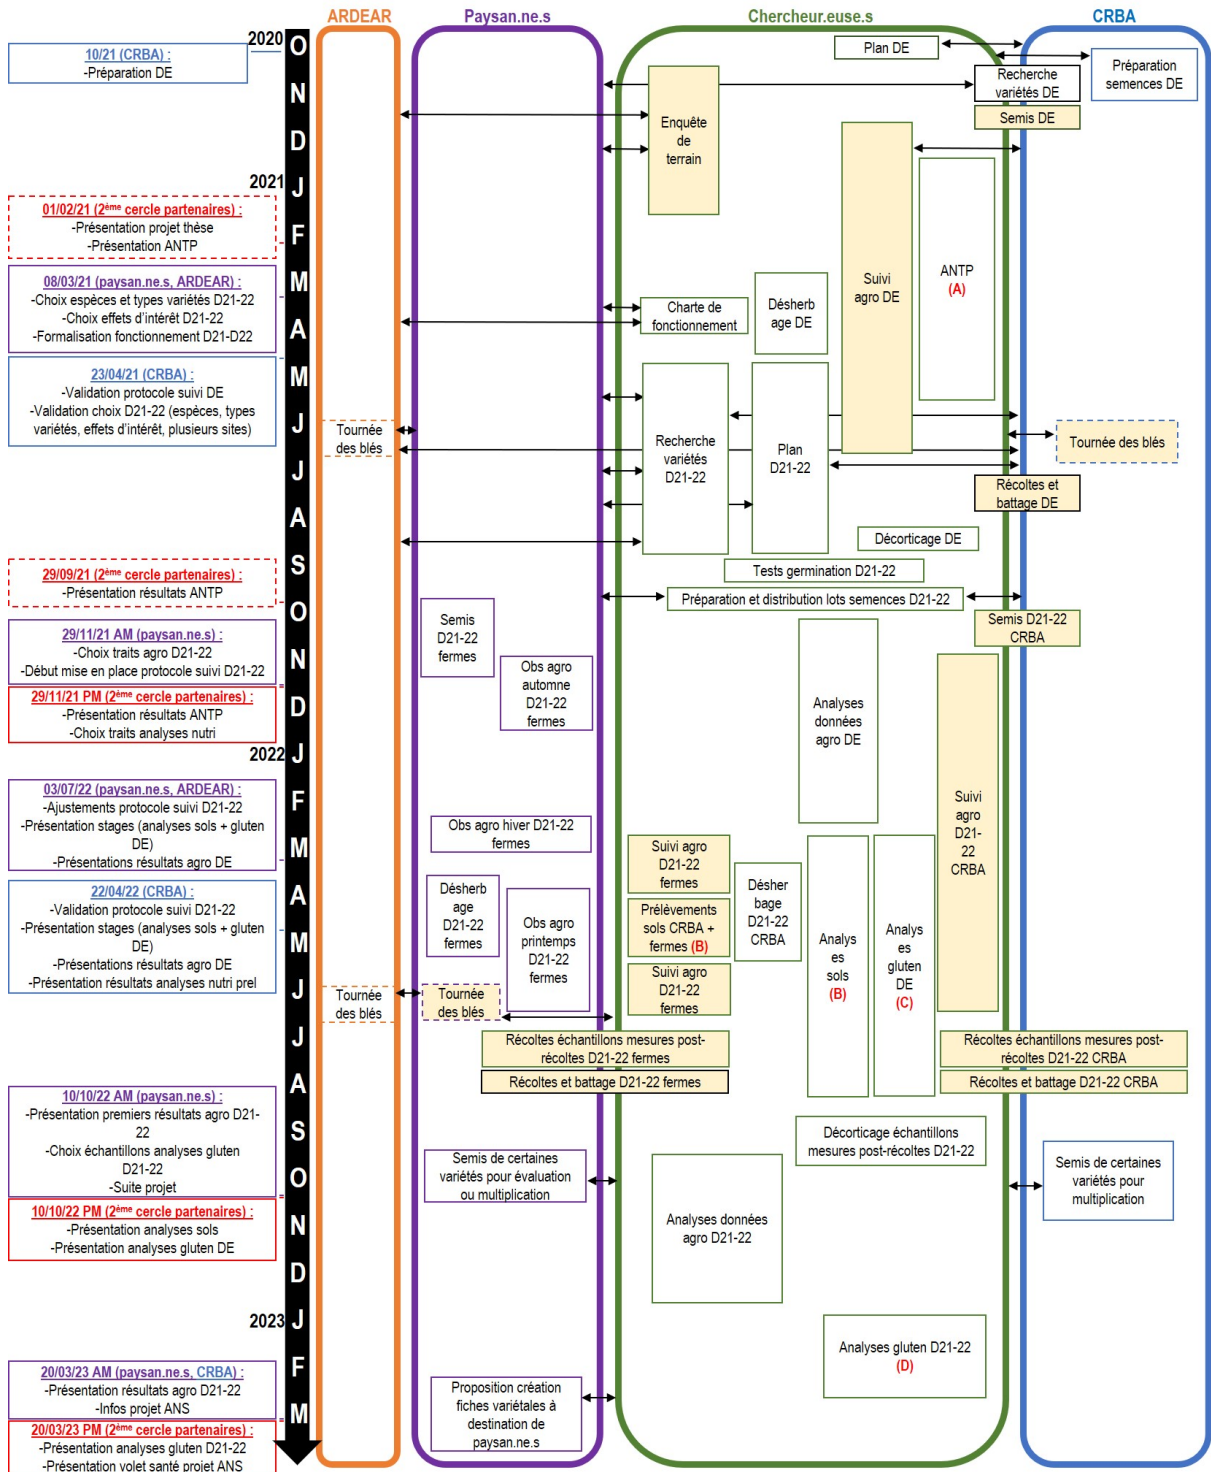 ARDEAR
Paysan.ne.s
Chercheur.euse.s
CRBA
2020
O
N
D
2021
J
F
M
A
M
J
J
A
S
O
N
D
2022
J
F
M
A
M
J
J
A
S
O
N
D
2023
J
F
M
10/21 (CRBA) :
-Préparation DE
01/02/21 (2ème cercle partenaires) :
-Présentation projet thèse
-Présentation ANTP
08/03/21 (paysan.ne.s, ARDEAR) :
-Choix espèces et types variétés D21-22
-Choix effets d'intérêt D21-22
-Formalisation fonctionnement D21-D22
23/04/21 (CRBA) :
-Validation protocole suivi DE
-Validation choix D21-22 (espèces, types
variétés, effets d'intérêt, plusieurs sites)
29/09/21 (2ème cercle partenaires) :
-Présentation résultats ANTP
29/11/21 AM (paysan.ne.s) :
-Choix traits agro D21-22
-Début mise en place protocole suivi D21-22
29/11/21 PM (2ème cercle partenaires) :
-Présentation résultats ANTP
-Choix traits analyses nutri
03/07/22 (paysan.ne.s, ARDEAR) :
-Ajustements protocole suivi D21-22
-Présentation stages (analyses sols + gluten
DE)
-Présentations résultats agro DE
22/04/22 (CRBA) :
-Validation protocole suivi D21-22
-Présentation stages (analyses sols + gluten
DE)
-Présentations résultats agro DE
-Présentation résultats analyses nutri prel
10/10/22 AM (paysan.ne.s) :
-Présentation premiers résultats agro D21-
22
-Choix échantillons analyses gluten
D21-22
-Suite projet
10/10/22 PM (2ème cercle partenaires) :
-Présentation analyses sols
-Présentation analyses gluten DE
20/03/23 AM (paysan.ne.s, CRBA) :
-Présentation résultats agro D21-22
-Infos projet ANS
20/03/23 PM (2ème cercle partenaires) :
-Présentation analyses gluten D21-22
-Présentation volet santé projet ANS
Plan DE
Préparation
semences DE
Recherche
variétés DE
Semis DE
Enquête
de
terrain
Suivi
agro DE
ANTP
(A)
Charte de
fonctionnement
Désherb
age DE
Recherche
variétés
D21-22
Plan
D21-22
Tournée
des blés
Tournée des blés
Récoltes et
battage DE
Décorticage DE
Tests germination D21-22
Préparation et distribution lots semences D21-22
Semis
D21-22
fermes
Semis D21-22
CRBA
Obs agro
automne
D21-22
fermes
Analyses
données
agro DE
Suivi
agro
D21-
22
CRBA
Obs agro hiver D21-22
fermes
Suivi agro
D21-22
fermes
Désherb
age
D21-22
fermes
Obs agro
printemps
D21-22
fermes
Prélèvements
sols CRBA +
fermes (B)
Désher
bage
D21-22
CRBA
Analys
es sols
(B)
Analys
es
gluten
DE
(C)
Suivi agro
D21-22
fermes
Tournée
des blés
Tournée
des blés
Récoltes échantillons mesures post-
récoltes D21-22 fermes
Récoltes échantillons mesures post-
récoltes D21-22 CRBA
Récoltes et battage D21-22 fermes
Récoltes et battage D21-22 CRBA
Décorticage échantillons
mesures post-récoltes D21-22
Semis de certaines
variétés pour évaluation
ou multiplication
Semis de certaines
variétés pour
multiplication
Analyses données
agro D21-22
Analyses gluten D21-22
(D)
Proposition création
fiches variétales à
destination de
paysan.ne.s